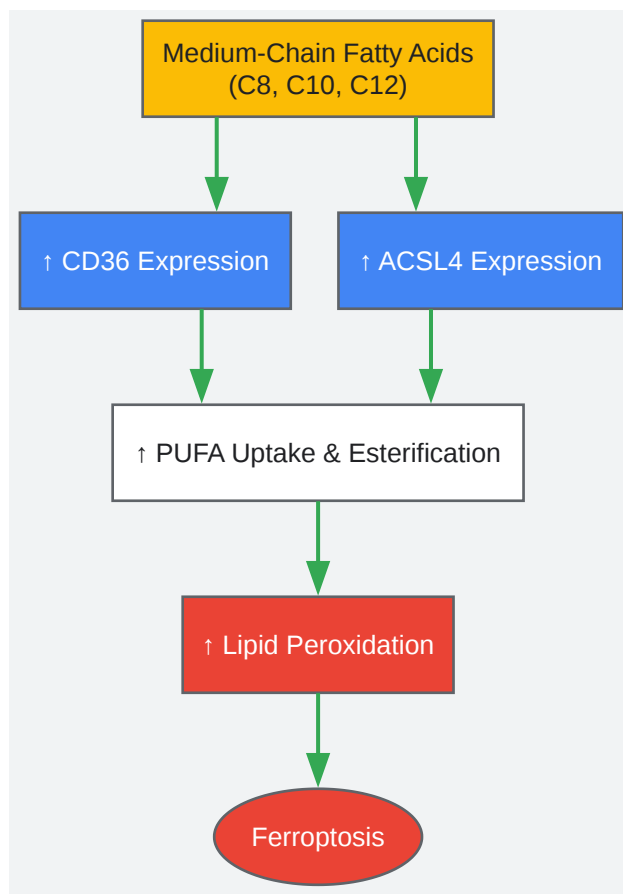 Medium-Chain Fatty Acids
(C8, C10, C12)
↑ CD36 Expression
↑ ACSL4 Expression
↑ PUFA Uptake & Esterification
↑ Lipid Peroxidation
Ferroptosis